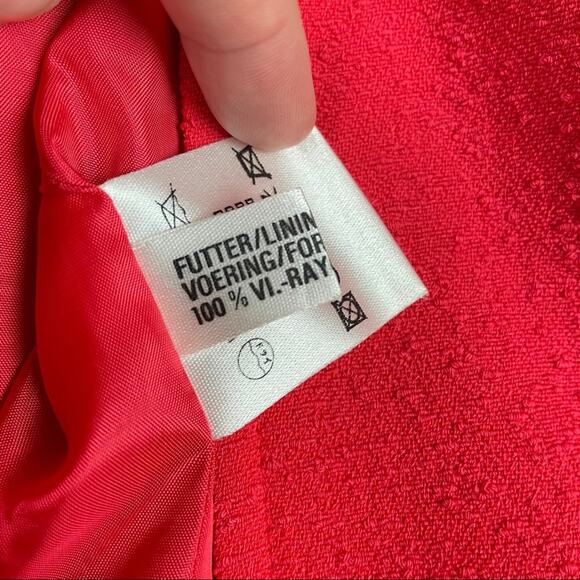 FUTTER/LININ
VOERING/FOR
100 % VI.-RAY